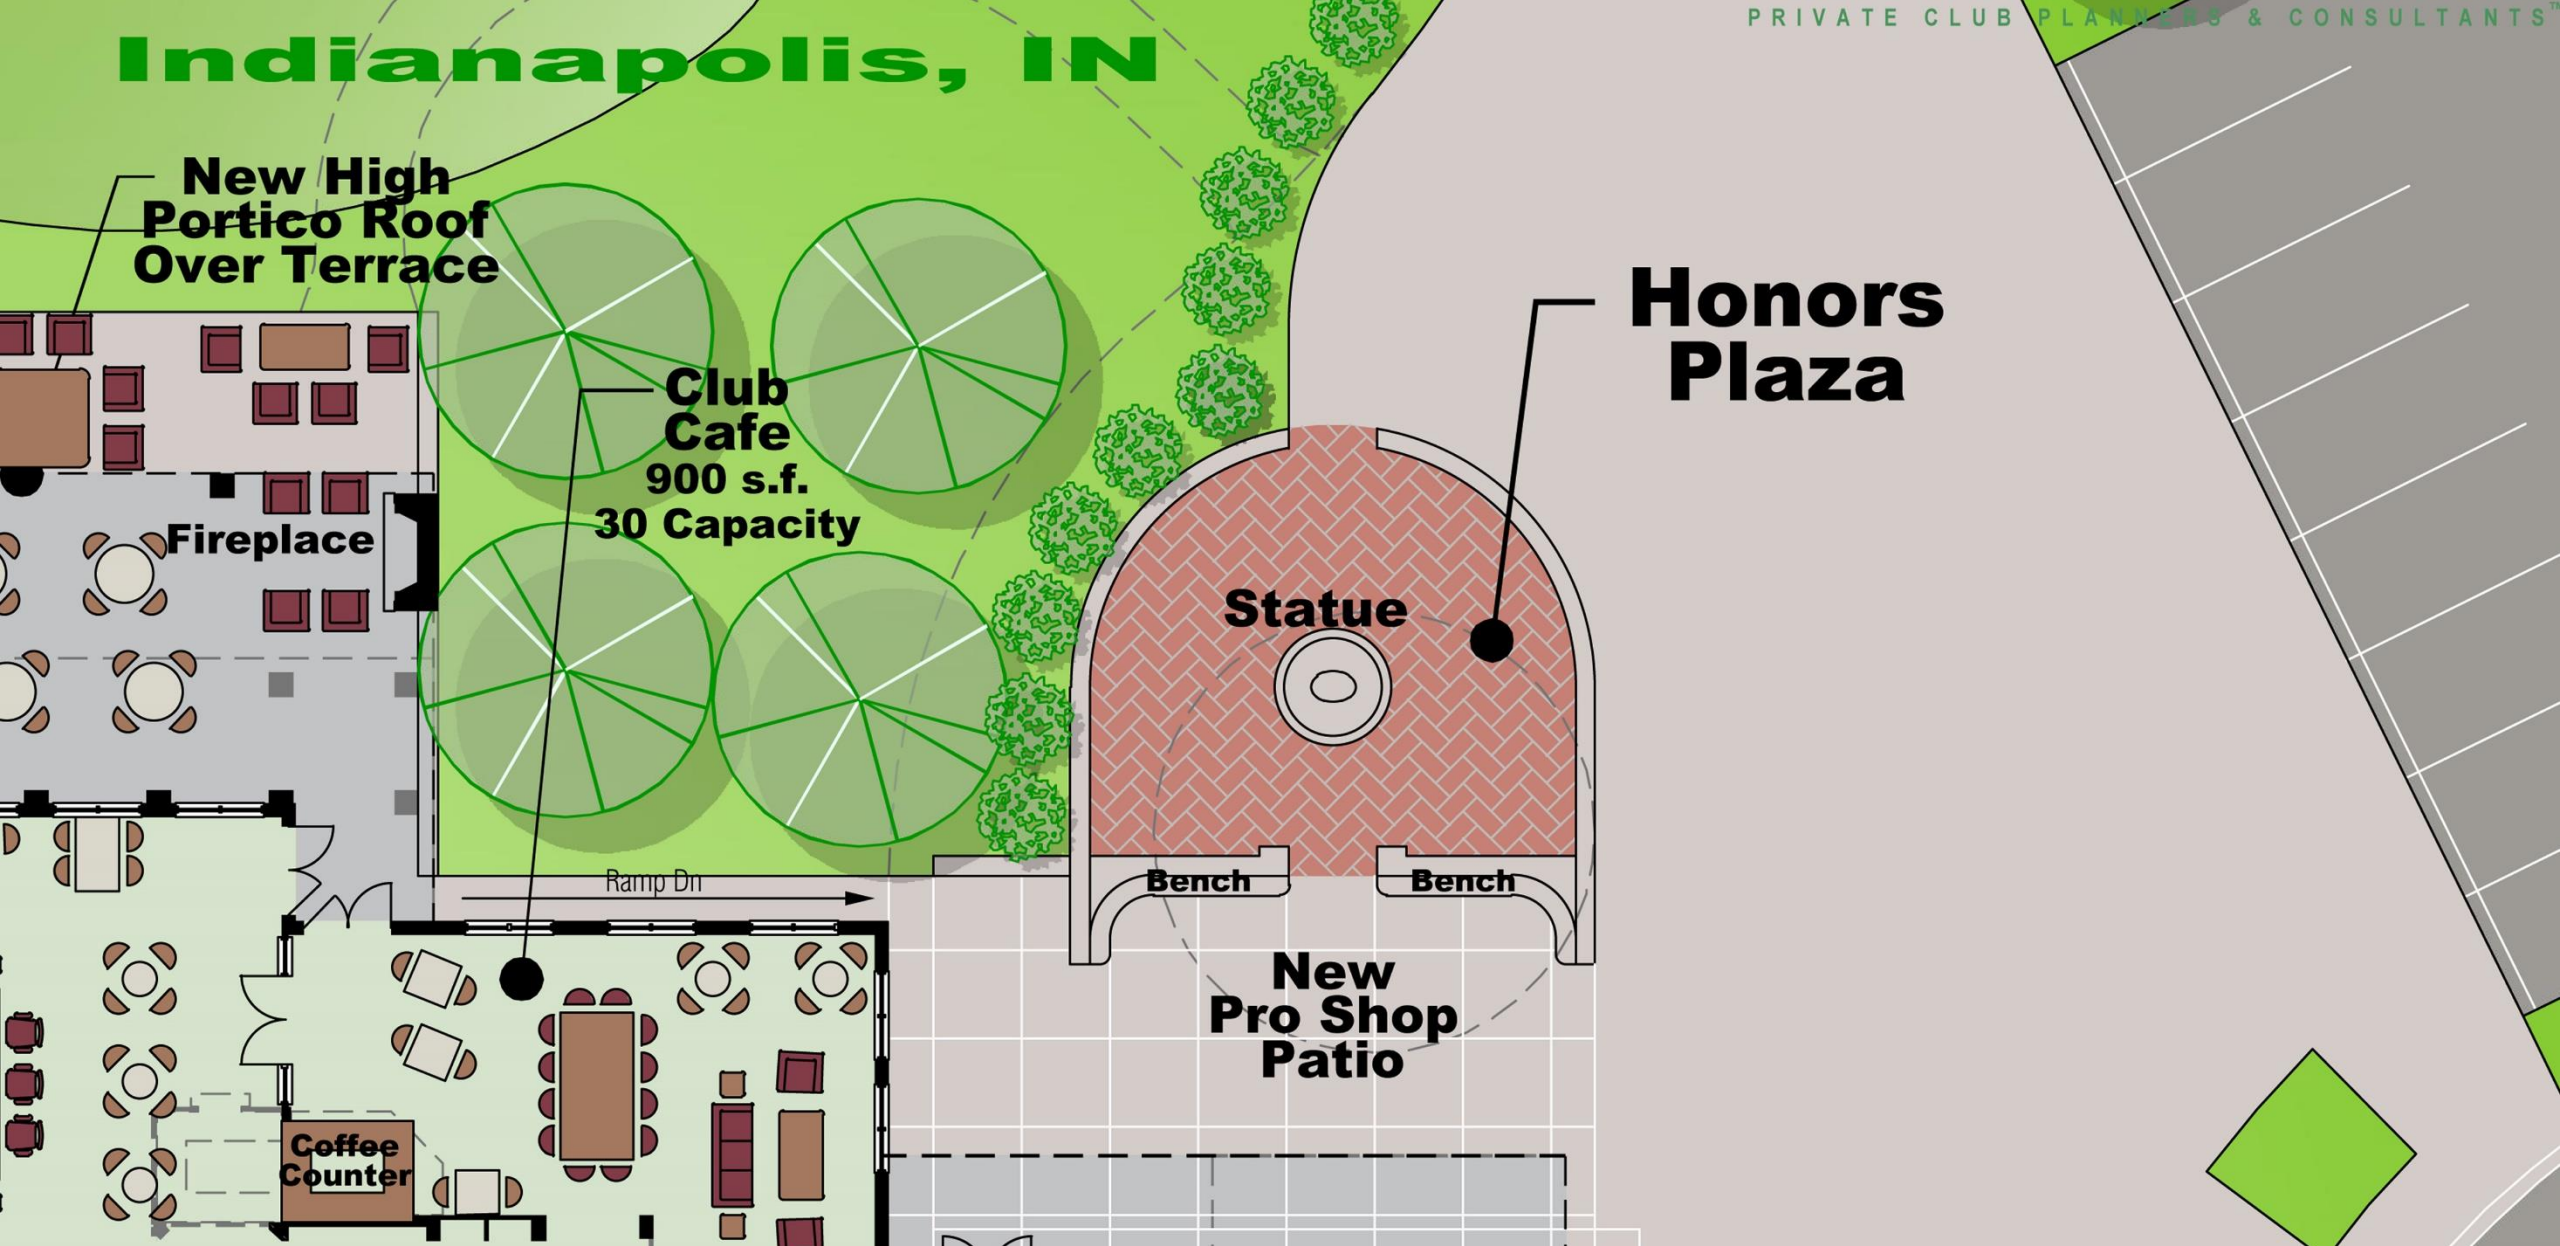 PRIVATE CLUB PLANNERS & CONSULTANTS™
Indianapolis, IN
New High
Portico Roof
Over Terrace
Honors
Plaza
Club
Cafe
900 s.f.
30 Capacity
Fireplace
Statue
Ramp Dn
Bench
Bench
New
Pro Shop
Patio
Coffee
Counter